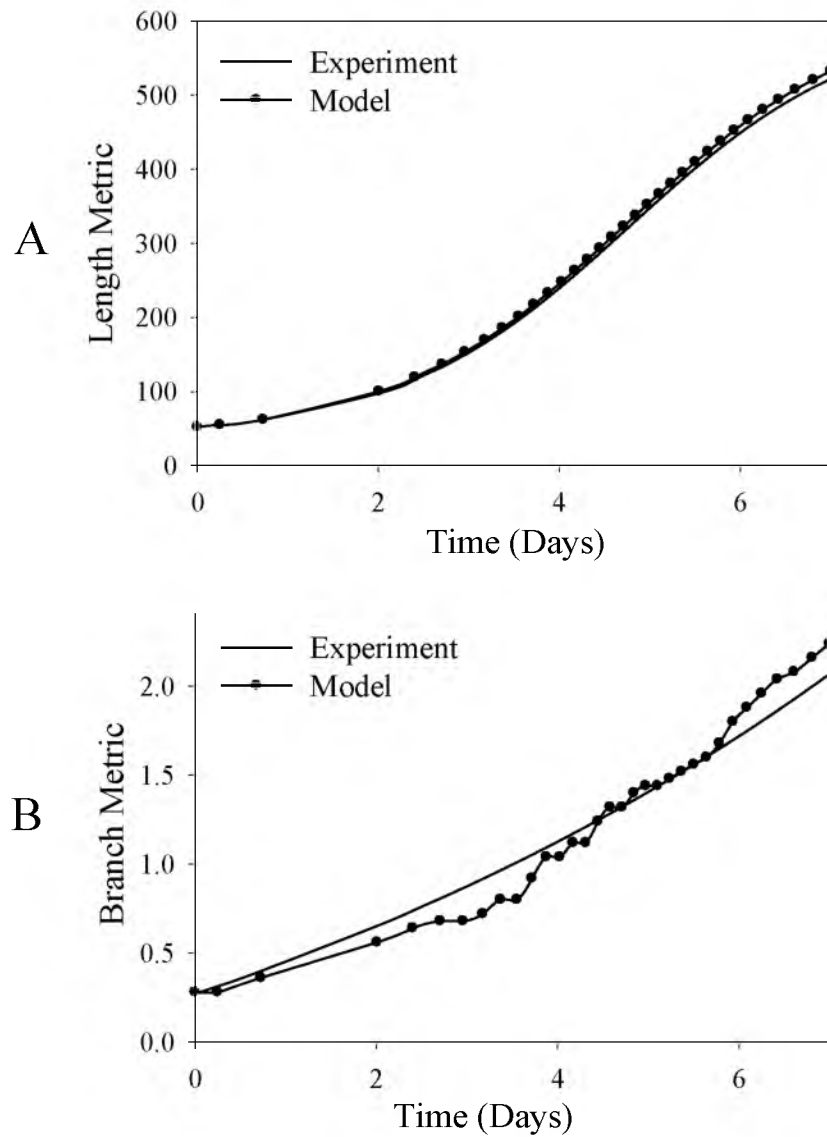 A
Length Metric
600
500
400
300
200
100
0
Experiment
Model
0 2 4 6
Time (Days)
B
Branch Metric
2.0
1.5
1.0
0.5
0.0
Experiment
Model
0 2 4 6
Time (Days)